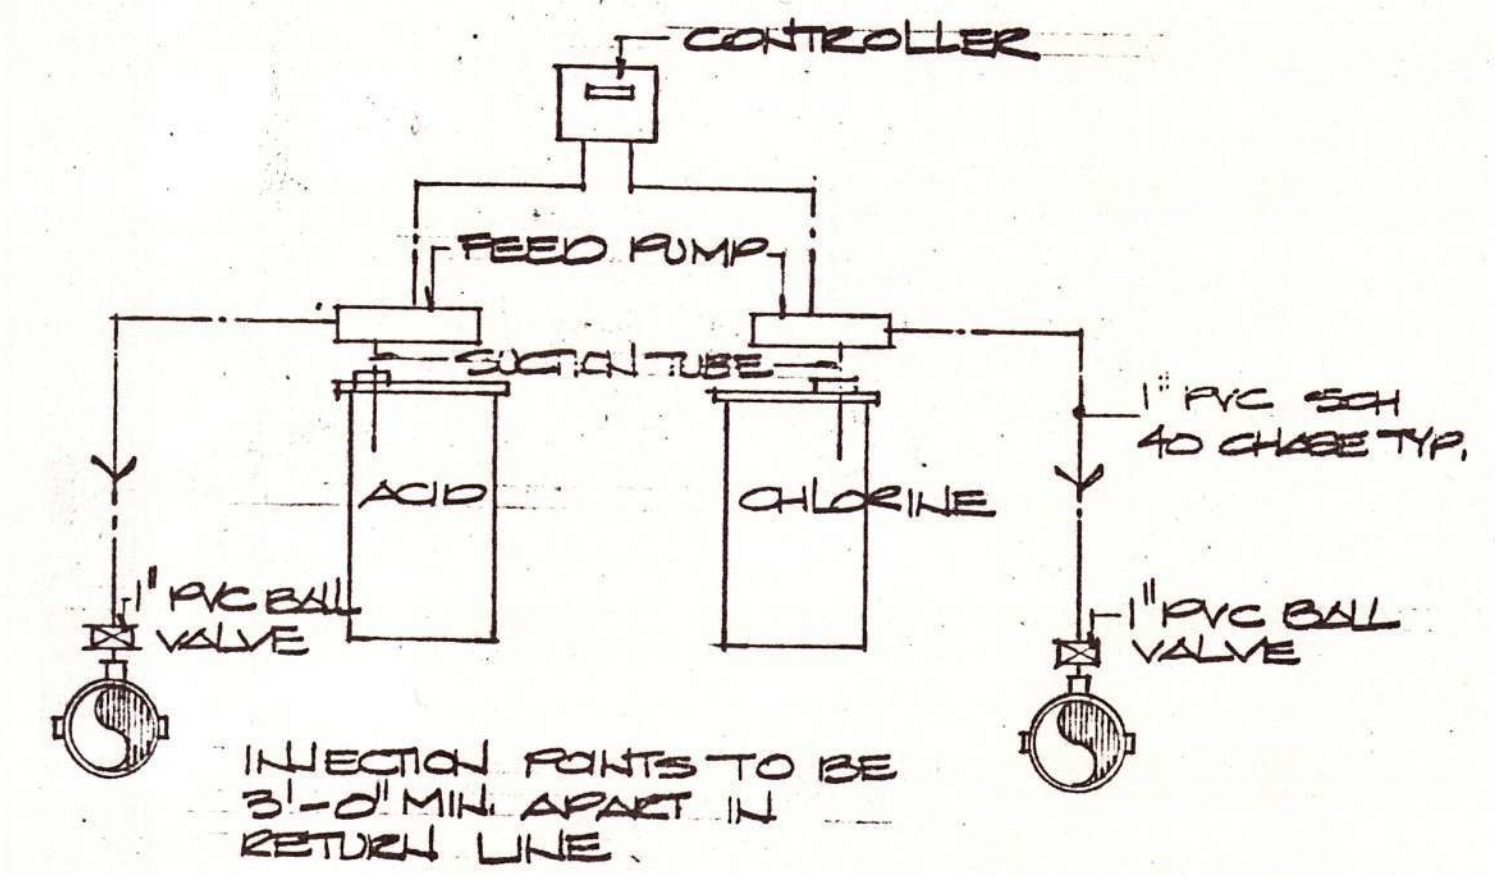 CONTROLLER
FEED PUMP
SUCTION TUBE
1" PVC SCH
40 CHASE TYP.
ACID
CHLORINE
1" PVC BALL
VALVE
1" PVC BALL
VALVE
INJECTION POINTS TO BE
3'-0" MIN. APART IN
RETURN LINE.